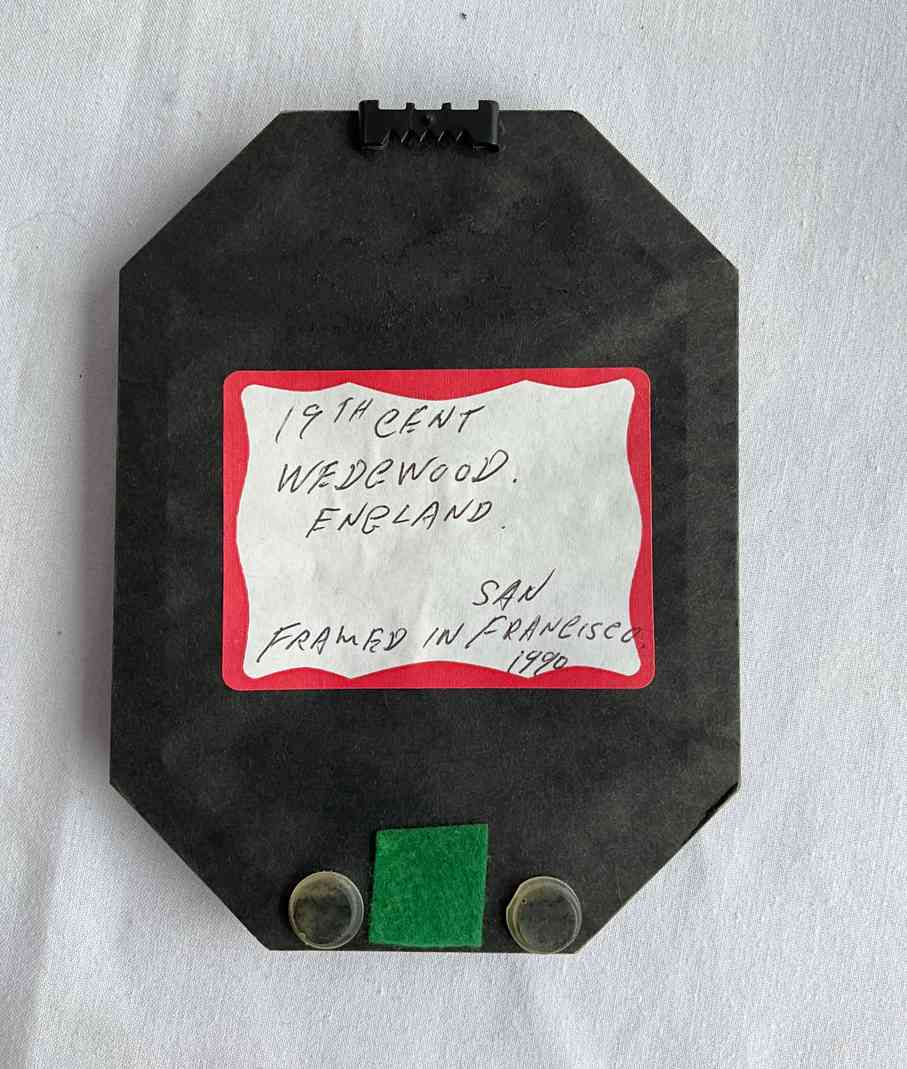 19TH CENT
WEDGWOOD.
ENGLAND.
SAN
FRAMED IN FRANCISCO.
1990